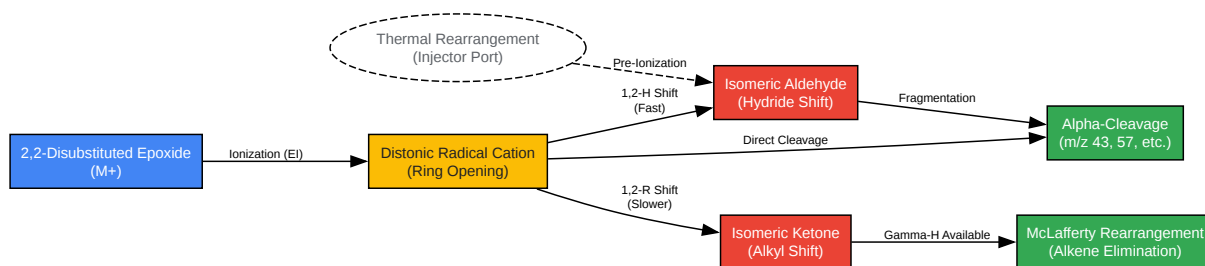 Thermal Rearrangement
(Injector Port)
Pre-Ionization
Isomeric Aldehyde
(Hydride Shift)
1,2-H Shift
(Fast)
Fragmentation
Alpha-Cleavage
(m/z 43, 57, etc.)
Direct Cleavage
2,2-Disubstituted Epoxide
(M+)
Ionization (EI)
Distonic Radical Cation
(Ring Opening)
1,2-R Shift
(Slower)
Isomeric Ketone
(Alkyl Shift)
Gamma-H Available
McLafferty Rearrangement
(Alkene Elimination)